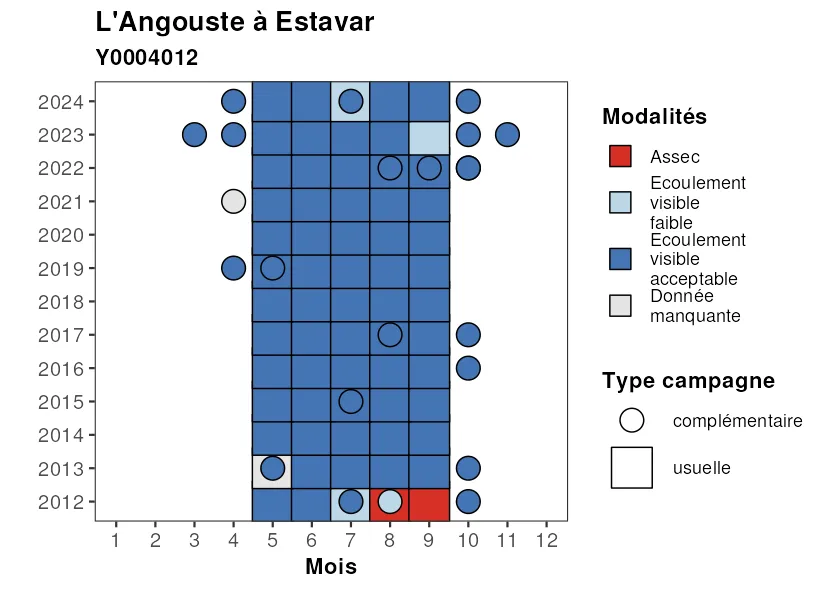 L'Angouste à Estavar
Y0004012
2024
2023
2022
2021
2020
2019
2018
2017
2016
2015
2014
2013
2012
1 2 3 4 5 6 7 8 9 10 11 12
Mois
Modalités
Assec
Ecoulement
visible
faible
Ecoulement
visible
acceptable
Donnée
manquante
Type campagne
complémentaire
usuelle